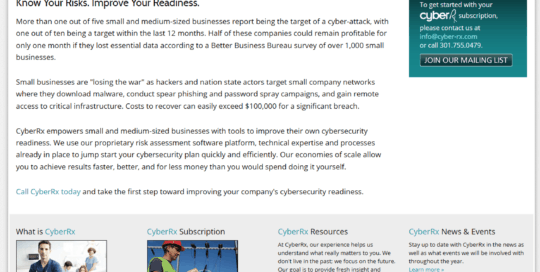 Know Your Risks. Improve Your Readiness.
More than one out of five small and medium-sized businesses report being the target of a cyber-attack, with
one out of ten being a target within the last 12 months. Half of these companies could remain profitable for
only one month if they lost essential data according to a Better Business Bureau survey of over 1,000 small
businesses.
Small businesses are "losing the war" as hackers and nation state actors target small company networks
where they download malware, conduct spear phishing and password spray campaigns, and gain remote
access to critical infrastructure. Costs to recover can easily exceed $100,000 for a significant breach.
CyberRx empowers small and medium-sized businesses with tools to improve their own cybersecurity
readiness. We use our proprietary risk assessment software platform, technical expertise and processes
already in place to jump start your cybersecurity plan quickly and efficiently. Our economies of scale allow
you to achieve results faster, better, and for less money than you would spend doing it yourself.
Call CyberRx today and take the first step toward improving your company's cybersecurity readiness.
To get started with your
cyberRx subscription,
please contact us at
info@cyber-rx.com
or call 301.755.0479.
JOIN OUR MAILING LIST
What is CyberRx
CyberRx Subscription
CyberRx Resources
At CyberRx, our experience helps us
understand what really matters to you. We
don't live in the past; we focus on the future.
Our goal is to provide fresh insight and
CyberRx News & Events
Stay up to date with CyberRx in the news as
well as what events we will be involved with
throughout the year.
Learn more »